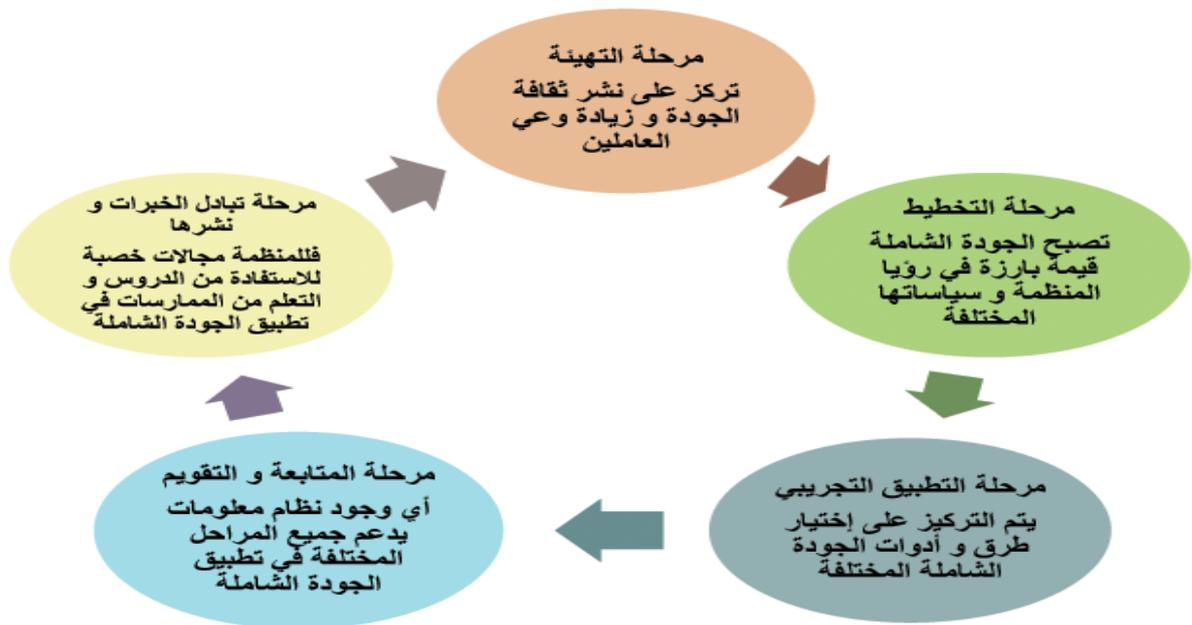 مرحلة التهيئة
تركز على نشر ثقافة
الجودة و زيادة وعي
العاملين
مرحلة التخطيط
تصبح الجودة الشاملة
قيمة بارزة في رؤيا
المنظمة و سياساتها
المختلفة
مرحلة التطبيق التجريبي
يتم التركيز على إختيار
طرق و أدوات الجودة
الشاملة المختلفة
مرحلة المتابعة و التقويم
أي وجود نظام معلومات
يدعم جميع المراحل
المختلفة في تطبيق
الجودة الشاملة
مرحلة تبادل الخبرات و
نشرها
فللمنظمة مجالات خصبة
للاستفادة من الدروس و
التعلم من الممارسات في
تطبيق الجودة الشاملة